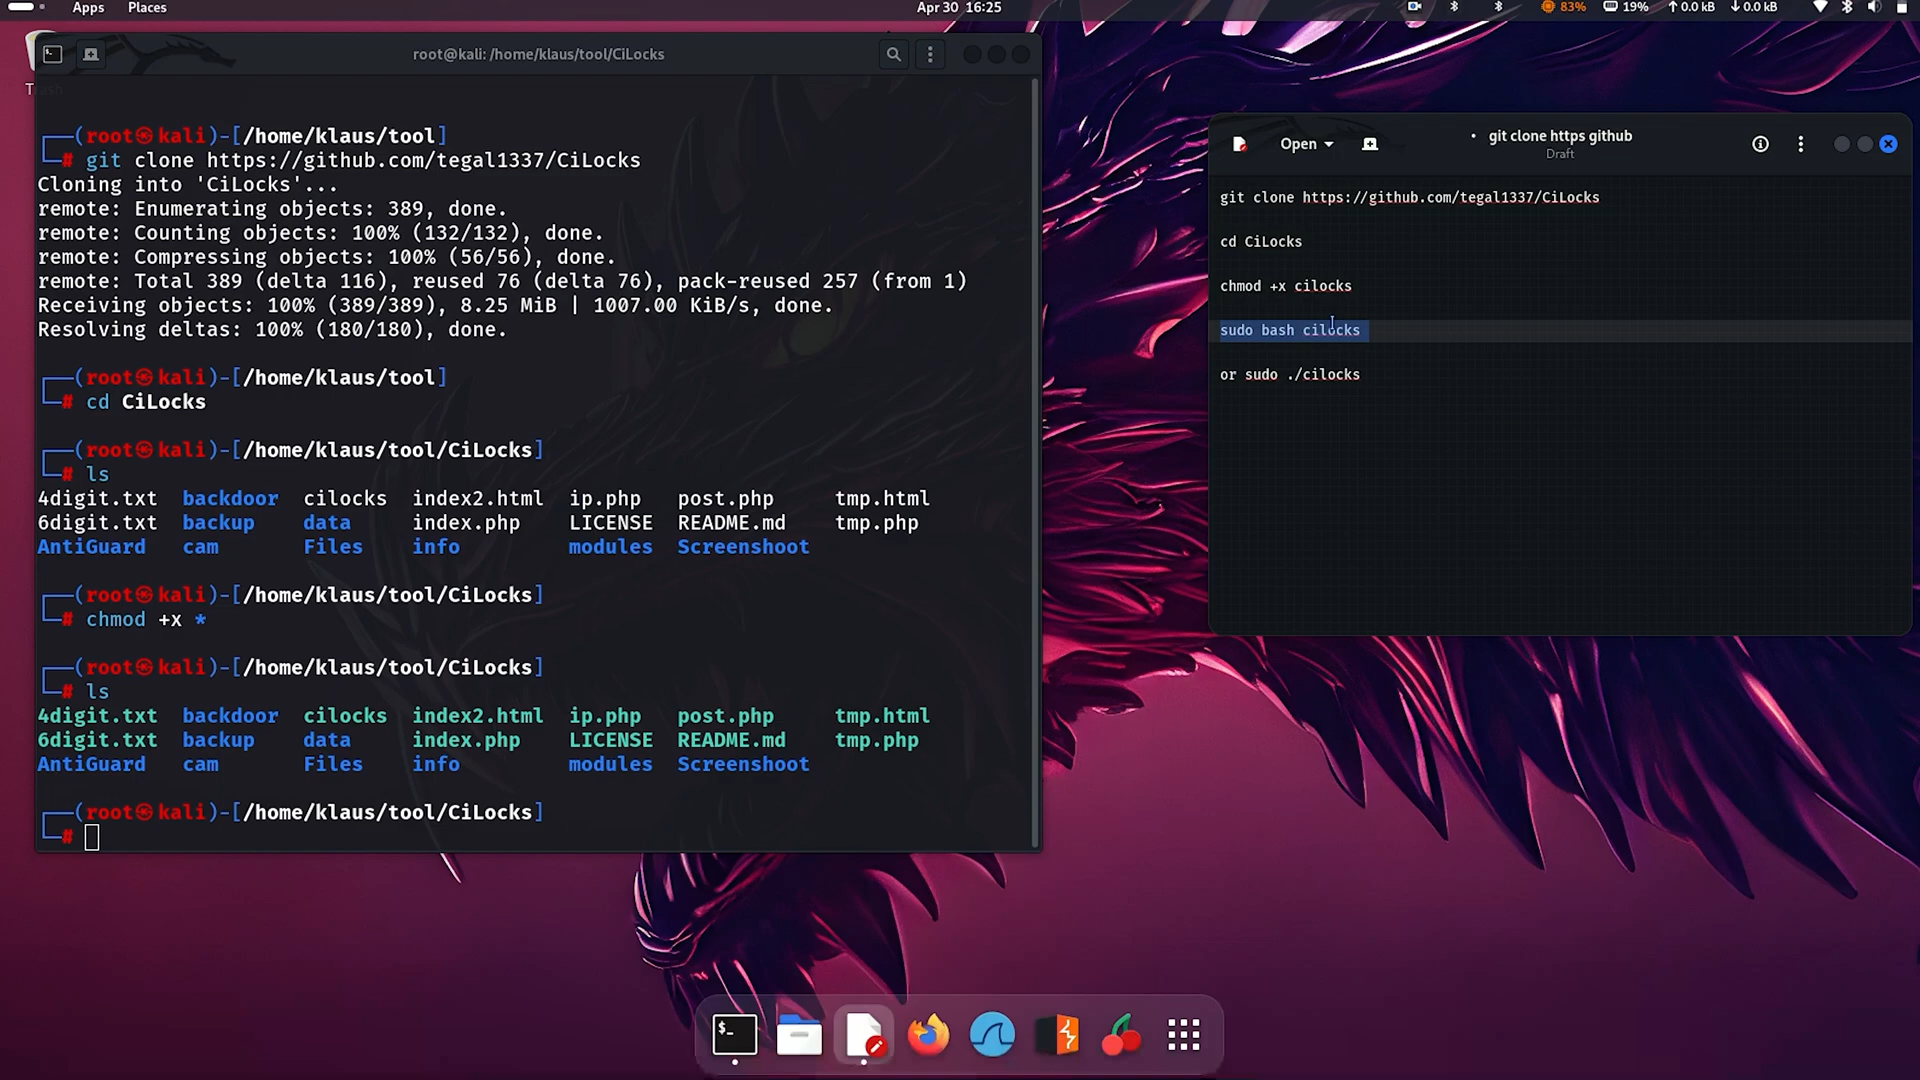 Apps Places Apr 30 16:25 83% 19% 0.0 kB 0.0 kB
root@kali: /home/klaus/tool/CiLocks
(root㉿kali)-[/home/klaus/tool]
# git clone https://github.com/tegal1337/CiLocks
Cloning into 'CiLocks'...
remote: Enumerating objects: 389, done.
remote: Counting objects: 100% (132/132), done.
remote: Compressing objects: 100% (56/56), done.
remote: Total 389 (delta 116), reused 76 (delta 76), pack-reused 257 (from 1)
Receiving objects: 100% (389/389), 8.25 MiB | 1007.00 KiB/s, done.
Resolving deltas: 100% (180/180), done.
(root㉿kali)-[/home/klaus/tool]
# cd CiLocks
(root㉿kali)-[/home/klaus/tool/CiLocks]
# ls
4digit.txt backdoor cilocks index2.html ip.php post.php tmp.html
6digit.txt backup data index.php LICENSE README.md tmp.php
AntiGuard cam Files info modules Screenshoot
(root㉿kali)-[/home/klaus/tool/CiLocks]
# chmod +x *
(root㉿kali)-[/home/klaus/tool/CiLocks]
# ls
4digit.txt backdoor cilocks index2.html ip.php post.php tmp.html
6digit.txt backup data index.php LICENSE README.md tmp.php
AntiGuard cam Files info modules Screenshoot
(root㉿kali)-[/home/klaus/tool/CiLocks]
#
Open
• git clone https github
Draft
git clone https://github.com/tegal1337/CiLocks
cd CiLocks
chmod +x cilocks
sudo bash cilocks
or sudo ./cilocks
$_